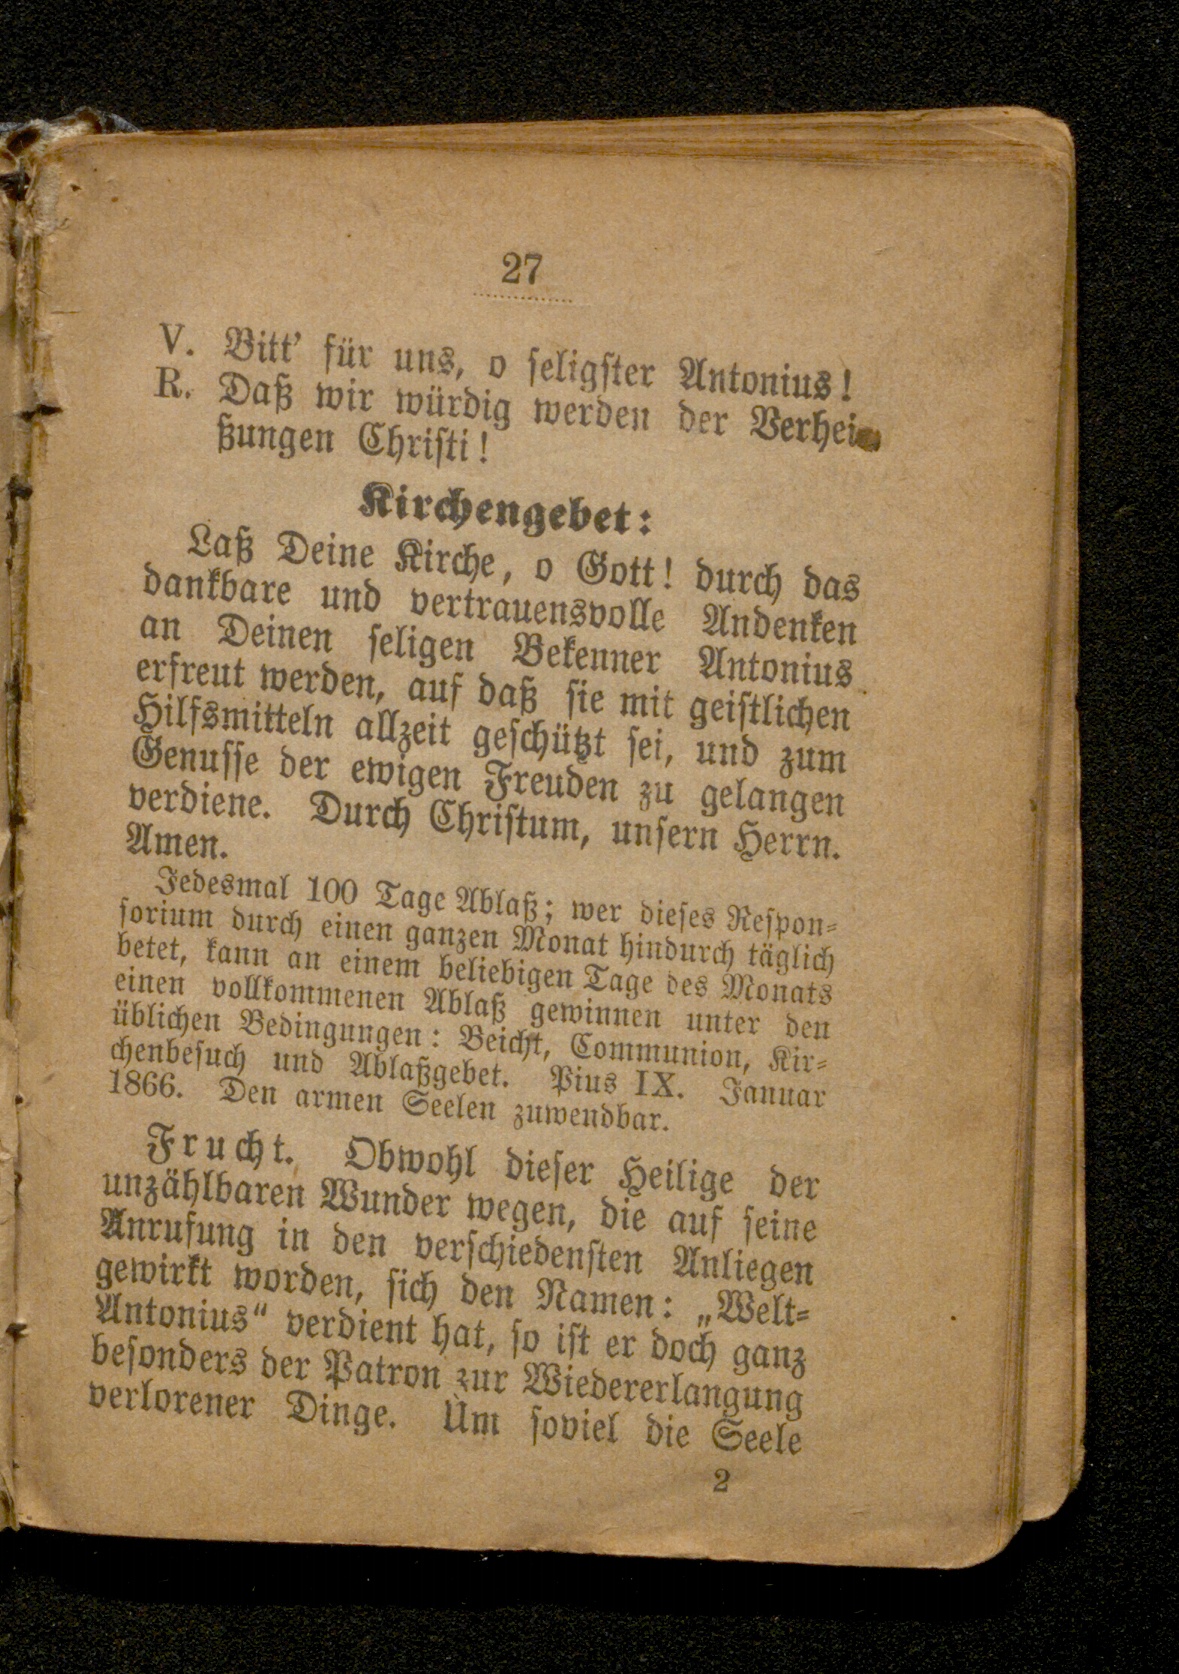 27
V. Bitt’ für uns, o seligster Antonius!
R. Daß wir würdig werden der Verhei-
ßungen Christi!
Kirchengebet:
Laß Deine Kirche, o Gott! durch das
dankbare und vertrauensvolle Andenken
an Deinen seligen Bekenner Antonius
erfreut werden, auf daß sie mit geistlichen
Hilfsmitteln allzeit geschützt sei, und zum
Genusse der ewigen Freuden zu gelangen
verdiene. Durch Christum, unsern Herrn.
Amen.
Jedesmal 100 Tage Ablaß; wer dieses Respon-
sorium durch einen ganzen Monat hindurch täglich
betet, kann an einem beliebigen Tage des Monats
einen vollkommenen Ablaß gewinnen unter den
üblichen Bedingungen: Beicht, Communion, Kir-
chenbesuch und Ablaßgebet. Pius IX. Januar
1866. Den armen Seelen zuwendbar.
Frucht. Obwohl dieser Heilige der
unzählbaren Wunder wegen, die auf seine
Anrufung in den verschiedensten Anliegen
gewirkt worden, sich den Namen: „Welt-
Antonius“ verdient hat, so ist er doch ganz
besonders der Patron zur Wiedererlangung
verlorener Dinge. Um soviel die Seele
2